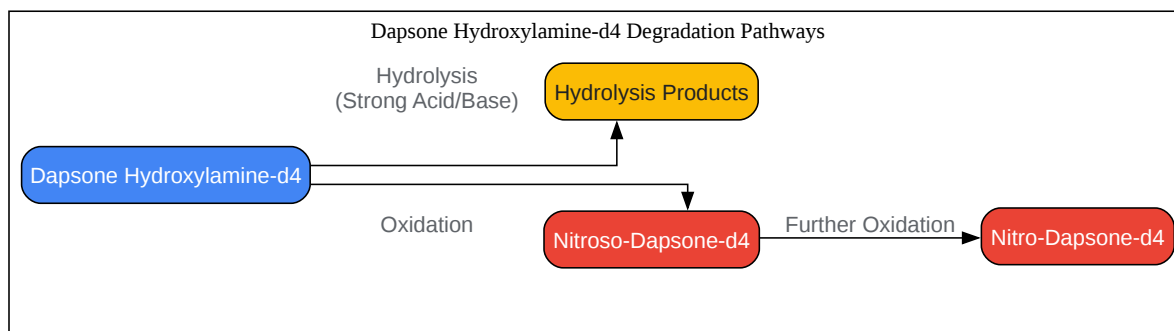 Dapsone Hydroxylamine-d4 Degradation Pathways
Hydrolysis
(Strong Acid/Base)
Hydrolysis Products
Dapsone Hydroxylamine-d4
Oxidation
Nitroso-Dapsone-d4
Further Oxidation
Nitro-Dapsone-d4